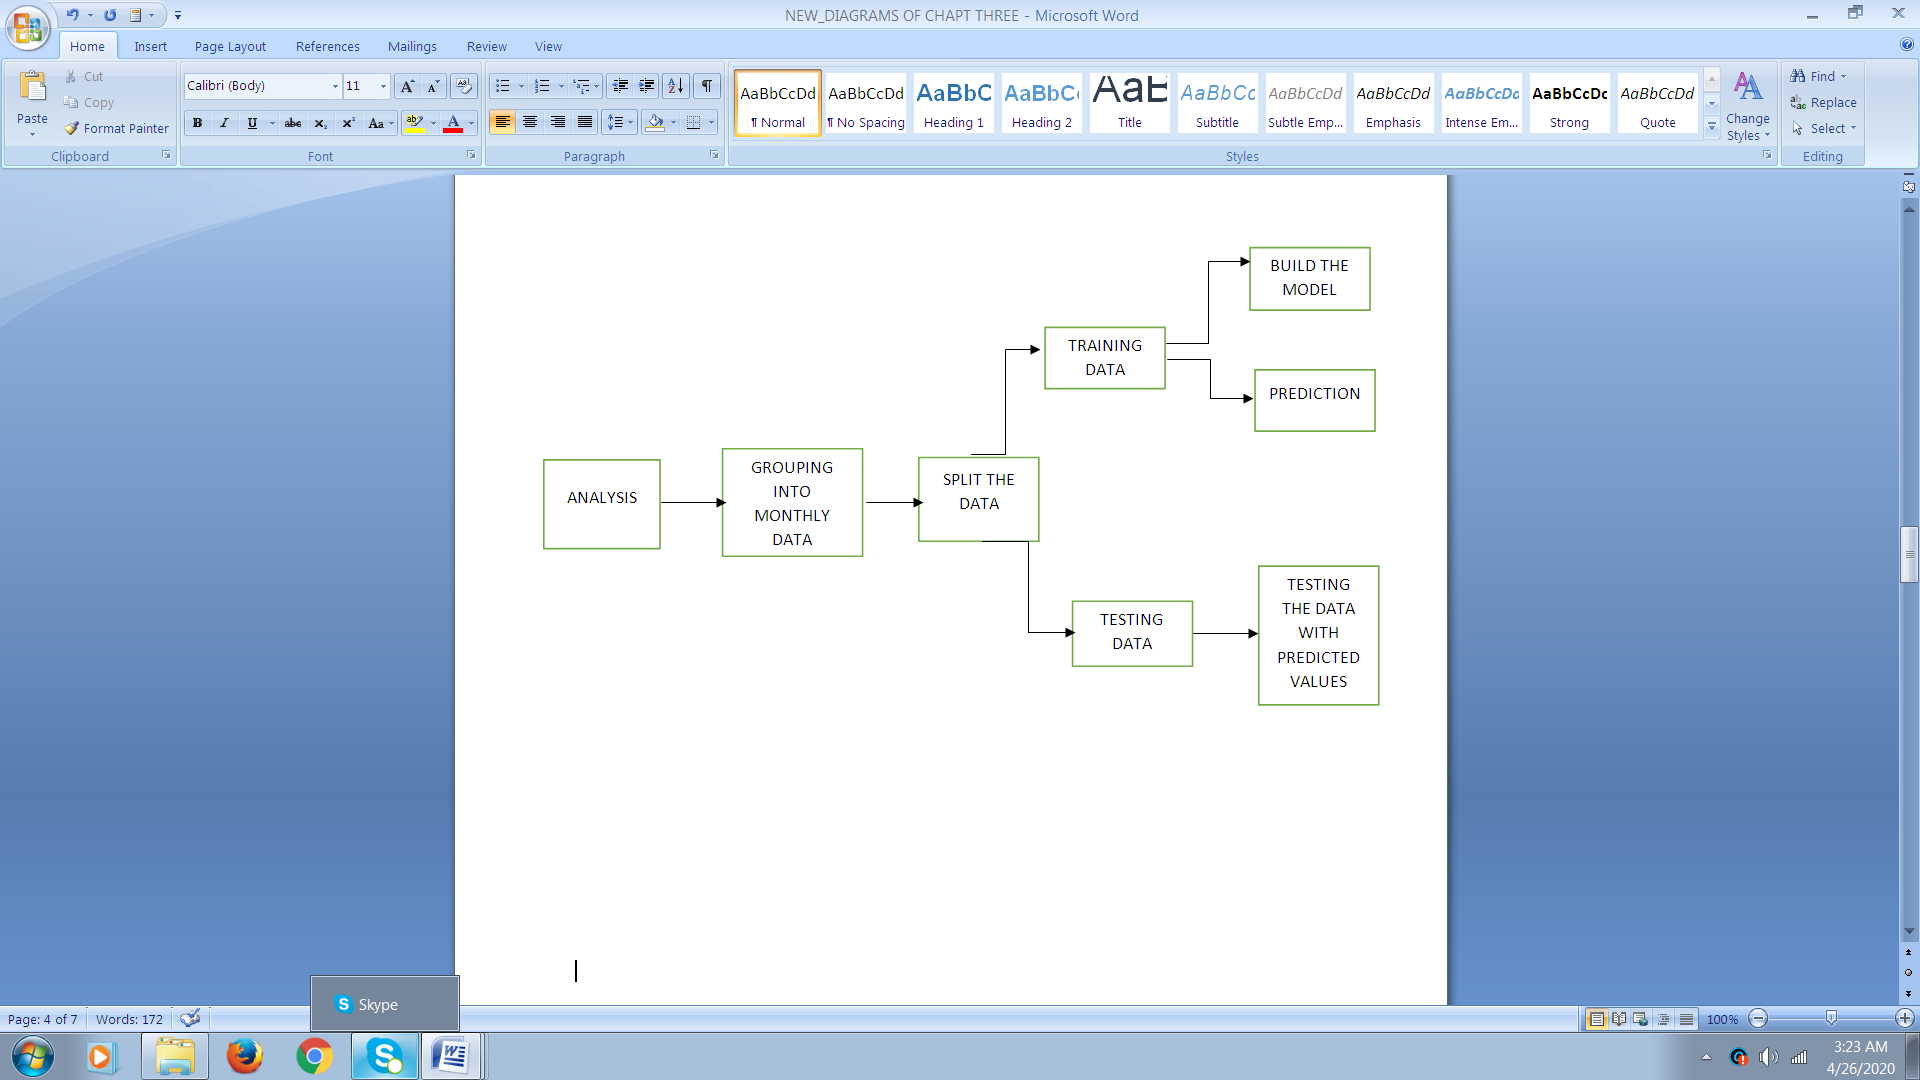 NEW_DIAGRAMS OF CHAPT THREE - Microsoft Word
Home
Insert
Page Layout
References
Mailings
Review
View
Paste
Cut
Copy
Format Painter
Clipboard
Calibri (Body)
11
Font
Paragraph
AaBbCcDd
¶ Normal
AaBbCcDd
¶ No Spacing
AaBbC
Heading 1
AaBbC
Heading 2
AaB
Title
AaBbCc
Subtitle
AaBbCcDd
Subtle Emp...
AaBbCcDd
Emphasis
AaBbCcDd
Intense Em...
AaBbCcDc
Strong
AaBbCcDd
Quote
Change
Styles
Styles
Find
Replace
Select
Editing
BUILD THE
MODEL
TRAINING
DATA
PREDICTION
ANALYSIS
GROUPING
INTO
MONTHLY
DATA
SPLIT THE
DATA
TESTING
DATA
TESTING
THE DATA
WITH
PREDICTED
VALUES
Skype
Page: 4 of 7
Words: 172
100%
3:23 AM
4/26/2020